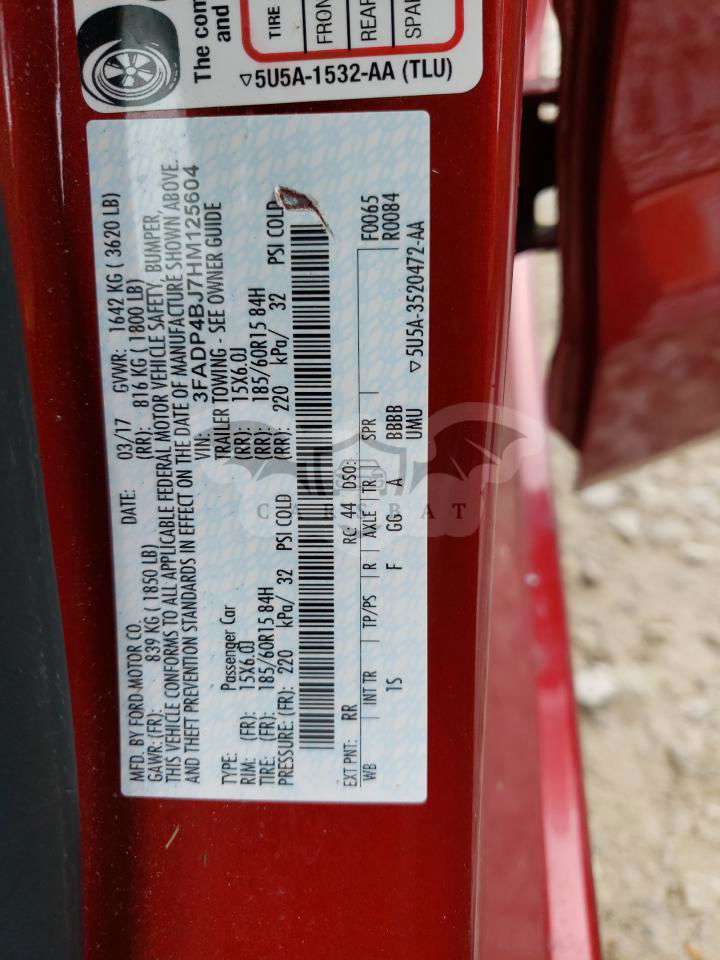 The com
and
TIRE
FRON
REAR
SPAR
▽5U5A-1532-AA (TLU)
MFD. BY FORD MOTOR CO. DATE: 03/17 GVWR: 1642 KG ( 3620 LB)
GAWR: (FR): 839 KG ( 1850 LB) (RR): 816 KG ( 1800 LB)
THIS VEHICLE CONFORMS TO ALL APPLICABLE FEDERAL MOTOR VEHICLE SAFETY, BUMPER,
AND THEFT PREVENTION STANDARDS IN EFFECT ON THE DATE OF MANUFACTURE SHOWN ABOVE.
VIN: 3FADP4BJ7HM125604
TYPE: Passenger Car TRAILER TOWING - SEE OWNER GUIDE
RIM: (FR): 15X6.0J (RR): 15X6.0J
TIRE: (FR): 185/60R15 84H (RR): 185/60R15 84H
PRESSURE: (FR): 220 kPa/ 32 PSI COLD (RR): 220 kPa/ 32 PSI COLD
EXT PNT: RR RC: 44 DSO: F0065
WB INT TR TP/PS R AXLE TR SPR R0084
1S F GG A BBBB
UMU
▽5U5A-3520472-AA
CARSBAT